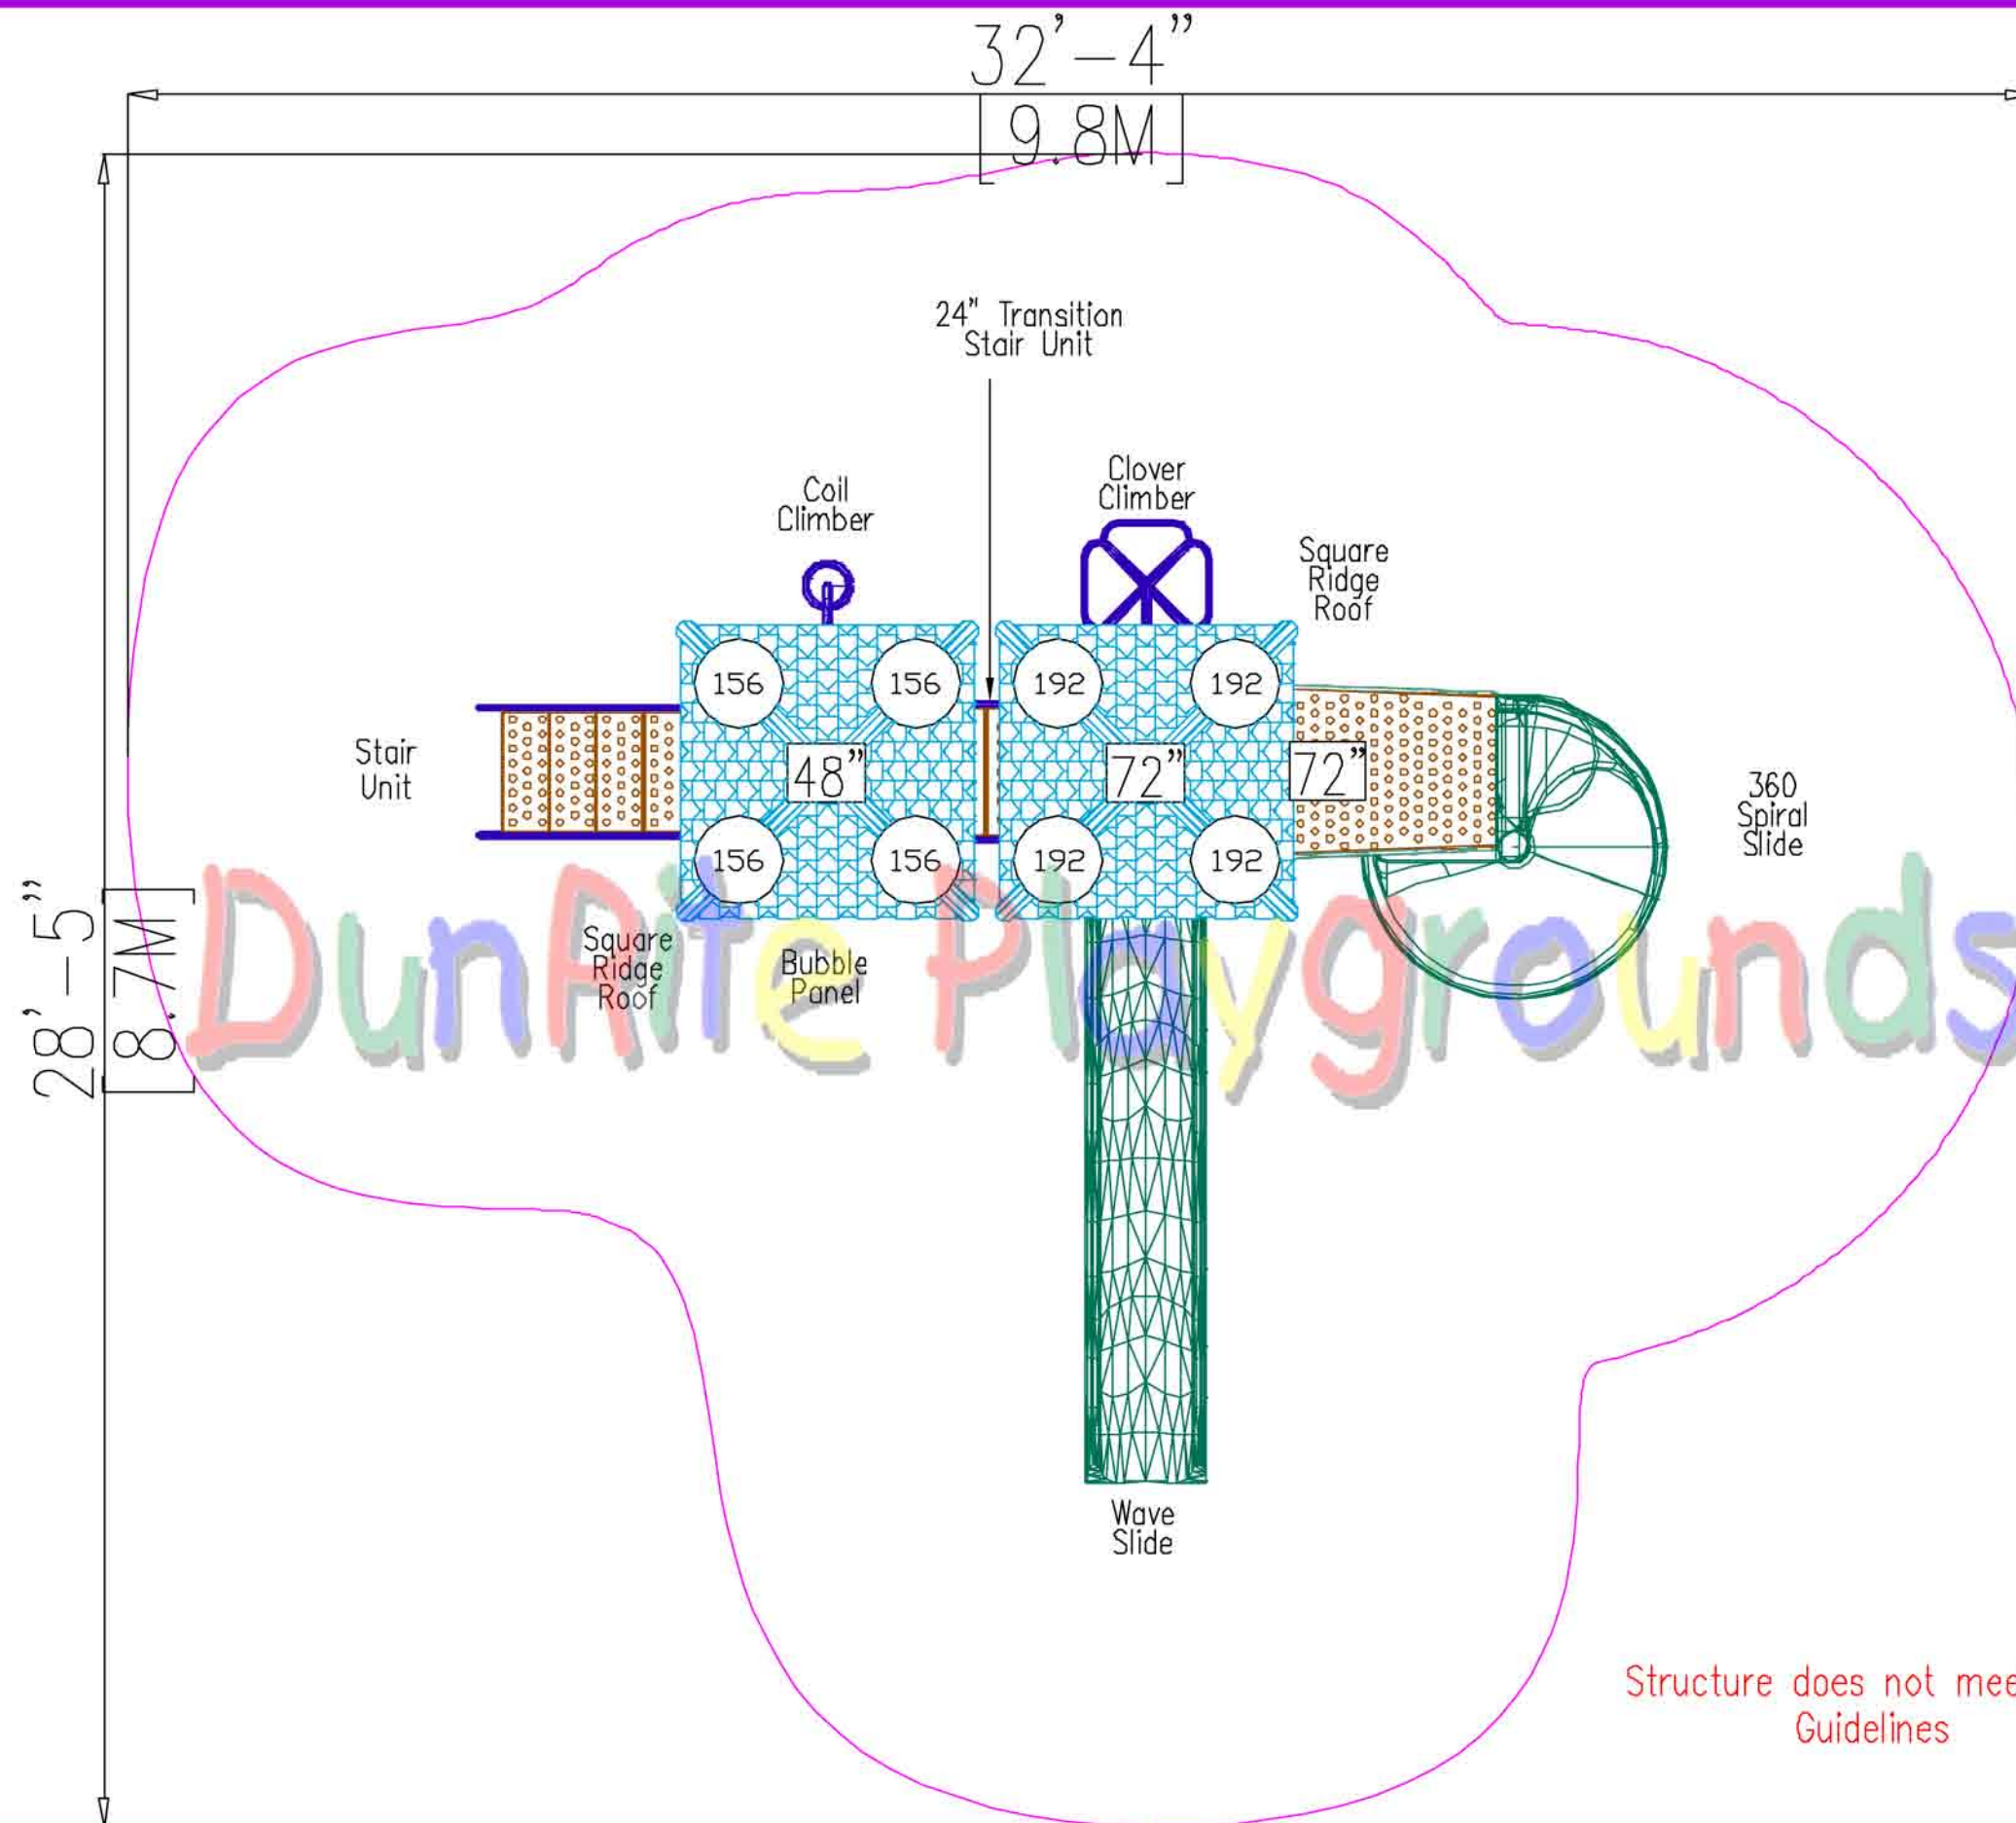 32'-4"
[9.8M]
24" Transition
Stair Unit
Coil
Climber
Clover
Climber
Square
Ridge
Roof
156
156
192
192
Stair
Unit
48"
72"
72"
360
Spiral
Slide
156
156
192
192
28'-5"
[8.7M]
DunRite Playgrounds
Square
Ridge
Roof
Bubble
Panel
Wave
Slide
Structure does not
Guidelines